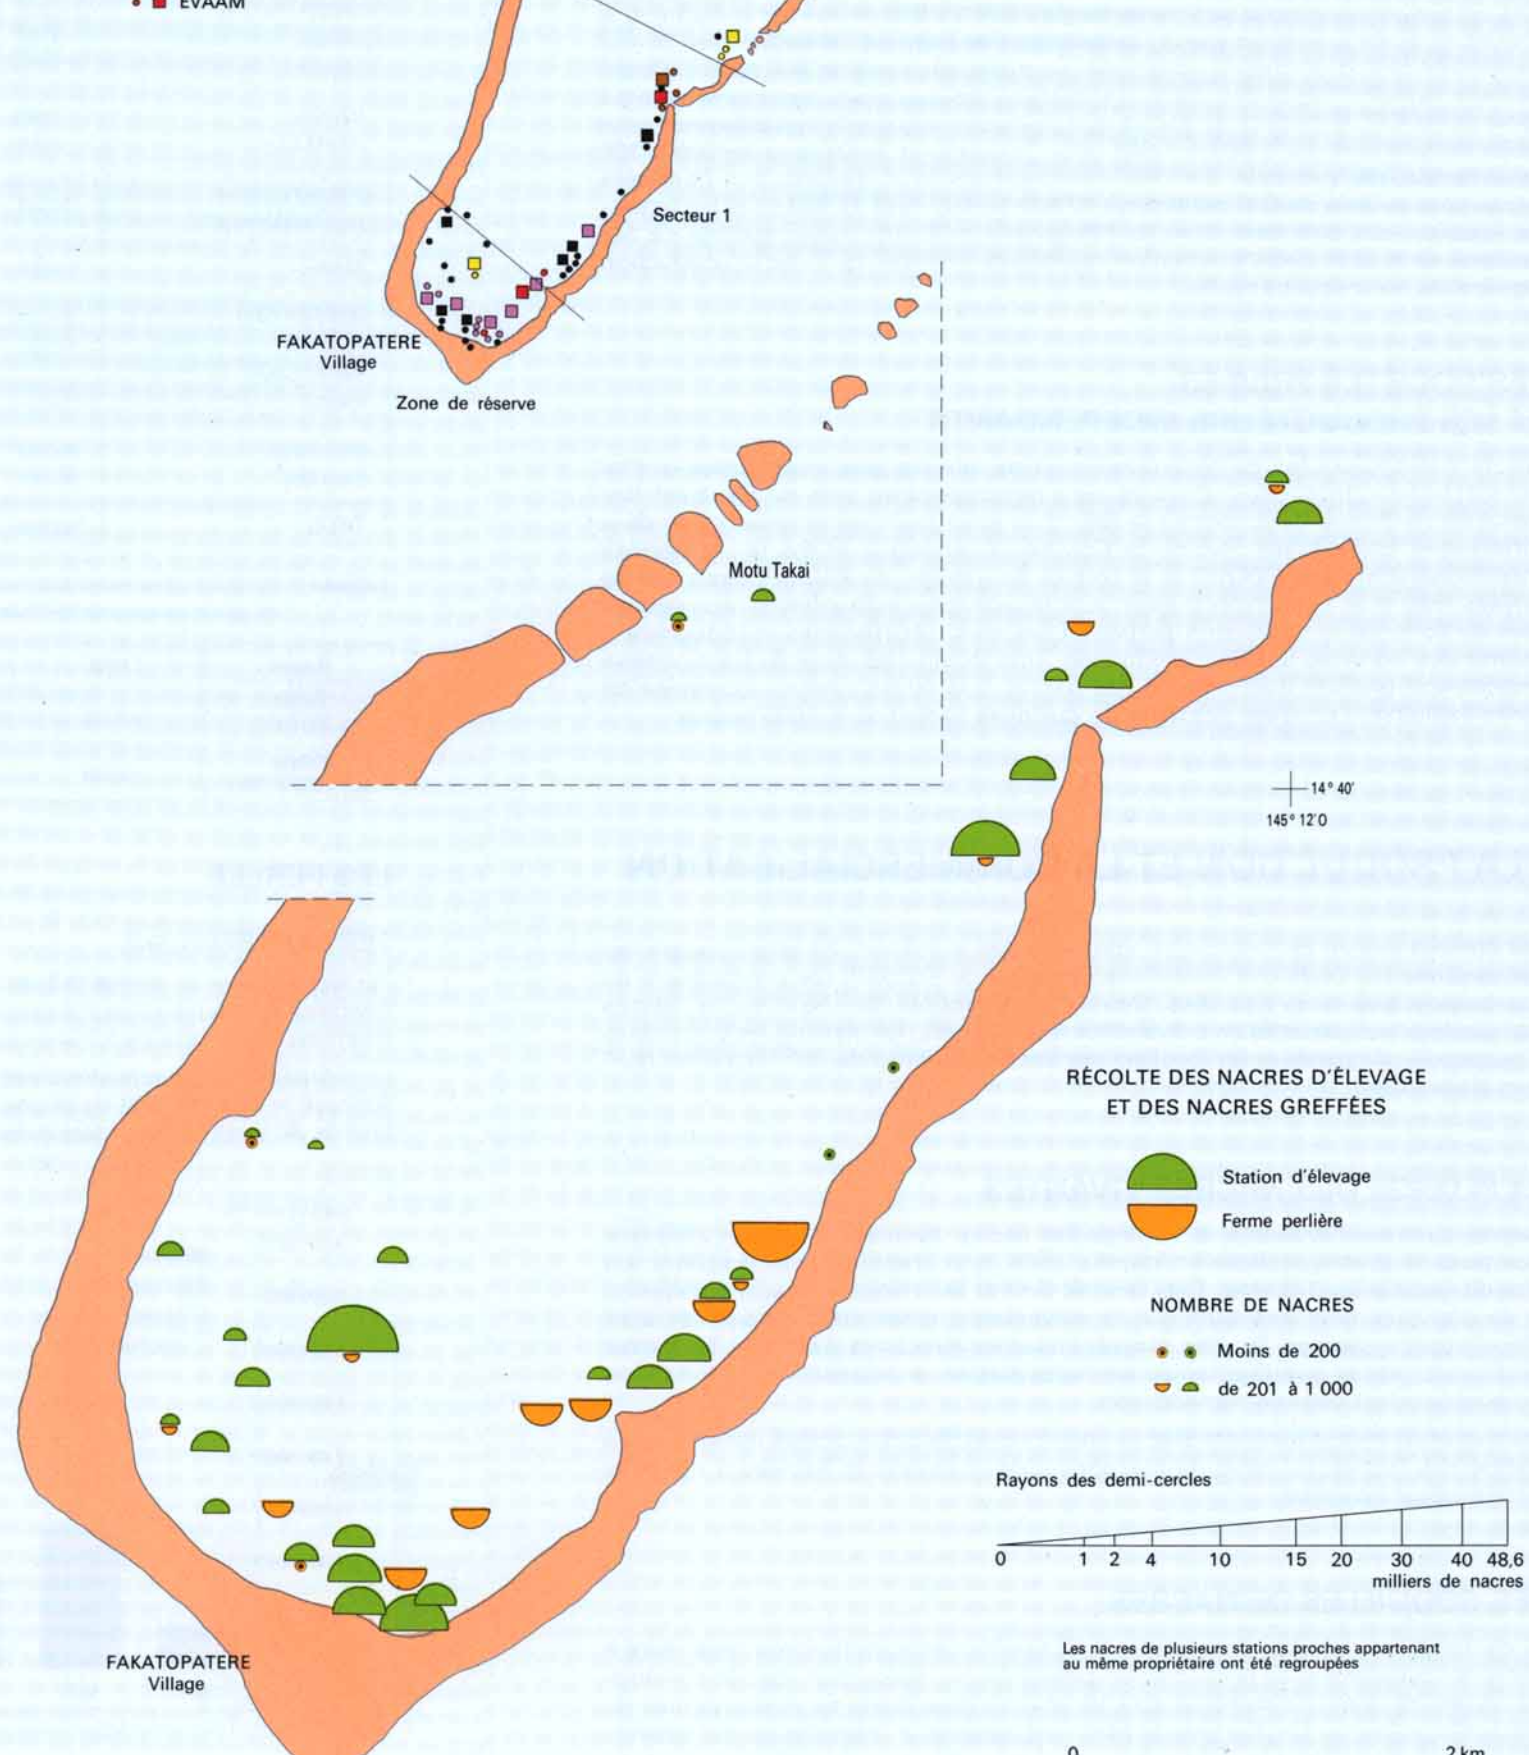 EVAAM
Secteur 1
FAKATOPATERE
Village
Zone de réserve
Motu Takai
14° 40'
145° 12'0
RÉCOLTE DES NACRES D'ÉLEVAGE
ET DES NACRES GREFFÉES
Station d'élevage
Ferme perlière
NOMBRE DE NACRES
Moins de 200
de 201 à 1 000
Rayons des demi-cercles
0 1 2 4 10 15 20 30 40 48,6
milliers de nacres
Les nacres de plusieurs stations proches appartenant
au même propriétaire ont été regroupées
FAKATOPATERE
Village
0 2 km